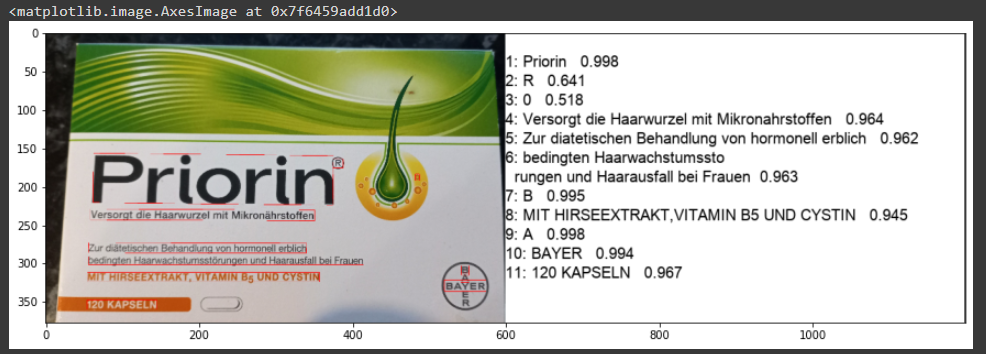 <matplotlib.image.AxesImage at 0x7f6459add1d0>
0
50
100
150
200
250
300
350
0
200
400
600
800
1000
Priorin®
Versorgt die Haarwurzel mit Mikronährstoffen
Zur diätetischen Behandlung von hormonell erblich
bedingten Haarwachstumsstörungen und Haarausfall bei Frauen
MIT HIRSEEXTRAKT, VITAMIN B5 UND CYSTIN
120 KAPSELN
BAYER
BAYER
1: Priorin 0.998
2: R 0.641
3: 0 0.518
4: Versorgt die Haarwurzel mit Mikronahrstoffen 0.964
5: Zur diatetischen Behandlung von hormonell erblich 0.962
6: bedingten Haarwachstumssto
rungen und Haarausfall bei Frauen 0.963
7: B 0.995
8: MIT HIRSEEXTRAKT,VITAMIN B5 UND CYSTIN 0.945
9: A 0.998
10: BAYER 0.994
11: 120 KAPSELN 0.967